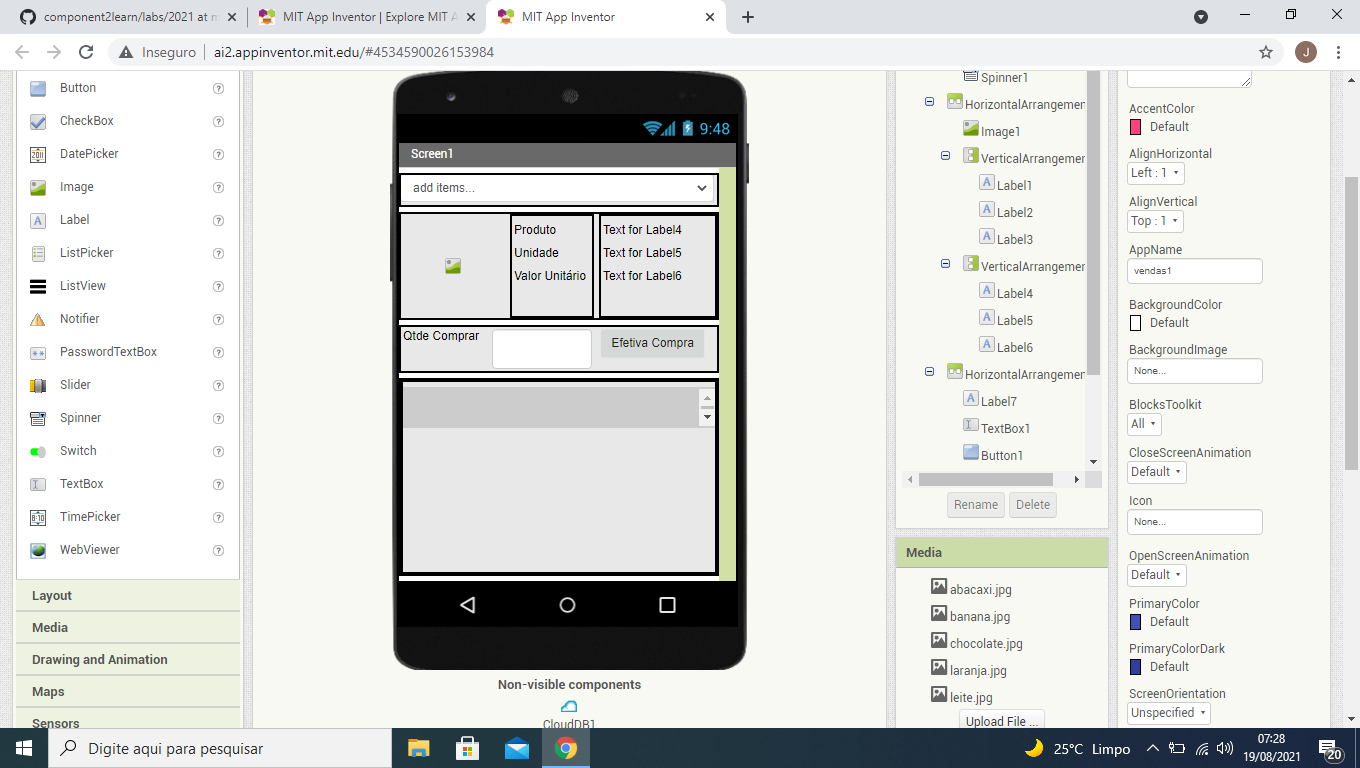 component2learn/labs/2021 at m
MIT App Inventor | Explore MIT A
MIT App Inventor
Inseguro
ai2.appinventor.mit.edu/#4534590026153984
J
Button
CheckBox
DatePicker
Image
Label
ListPicker
ListView
Notifier
PasswordTextBox
Slider
Spinner
Switch
TextBox
TimePicker
WebViewer
Layout
Media
Drawing and Animation
Maps
Sensors
9:48
Screen1
add items...
Produto
Unidade
Valor Unitário
Text for Label4
Text for Label5
Text for Label6
Qtde Comprar
Efetiva Compra
Non-visible components
CloudDB1
Spinner1
HorizontalArrangemen
Image1
VerticalArrangemer
Label1
Label2
Label3
VerticalArrangemer
Label4
Label5
Label6
HorizontalArrangemen
Label7
TextBox1
Button1
Rename
Delete
Media
abacaxi.jpg
banana.jpg
chocolate.jpg
laranja.jpg
leite.jpg
Upload File ...
AccentColor
Default
AlignHorizontal
Left : 1
AlignVertical
Top : 1
AppName
vendas1
BackgroundColor
Default
BackgroundImage
None...
BlocksToolkit
All
CloseScreenAnimation
Default
Icon
None...
OpenScreenAnimation
Default
PrimaryColor
Default
PrimaryColorDark
Default
ScreenOrientation
Unspecified
Digite aqui para pesquisar
25°C Limpo
07:28
19/08/2021
20